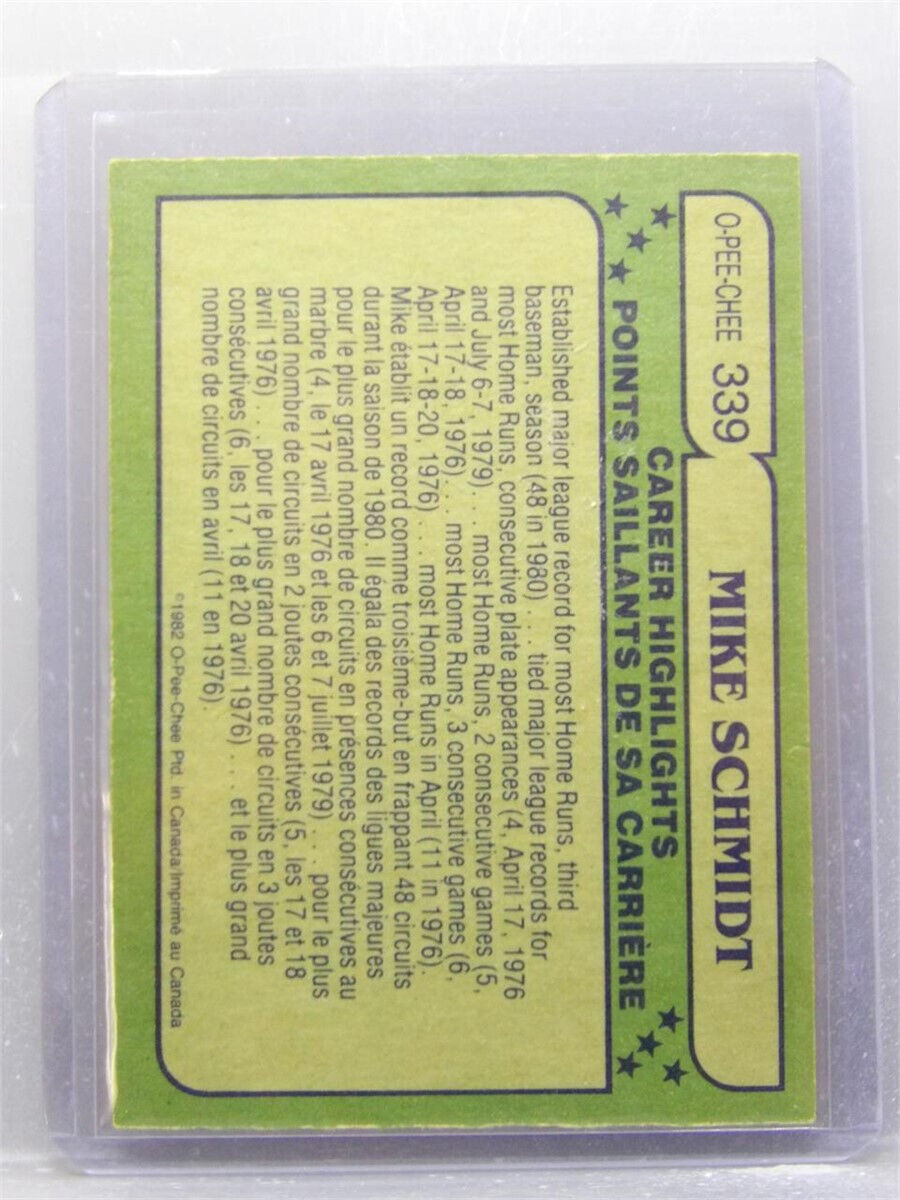 O-PEE-CHEE 339 MIKE SCHMIDT
CAREER HIGHLIGHTS
POINTS SAILLANTS DE SA CARRIÈRE
Established major league record for most Home Runs, third
baseman, season (48 in 1980) . . . tied major league records for
most Home Runs, consecutive plate appearances (4, April 17, 1976
and July 6-7, 1979) . . . most Home Runs, 2 consecutive games (5,
April 17-18, 1976) . . . most Home Runs, 3 consecutive games (6,
April 17-18-20, 1976) . . . most Home Runs in April (11 in 1976).
Mike établit un record comme troisième-but en frappant 48 circuits
durant la saison de 1980. Il égala des records des ligues majeures
pour le plus grand nombre de circuits en présences consécutives au
marbre (4, le 17 avril 1976 et les 6 et 7 juillet 1979) . . . pour le plus
grand nombre de circuits en 2 joutes consécutives (5, les 17 et 18
avril 1976) . . . pour le plus grand nombre de circuits en 3 joutes
consécutives (6, les 17, 18 et 20 avril 1976) . . . et le plus grand
nombre de circuits en avril (11 en 1976).
©1982 O-Pee-Chee Ptd. in Canada/Imprimé au Canada